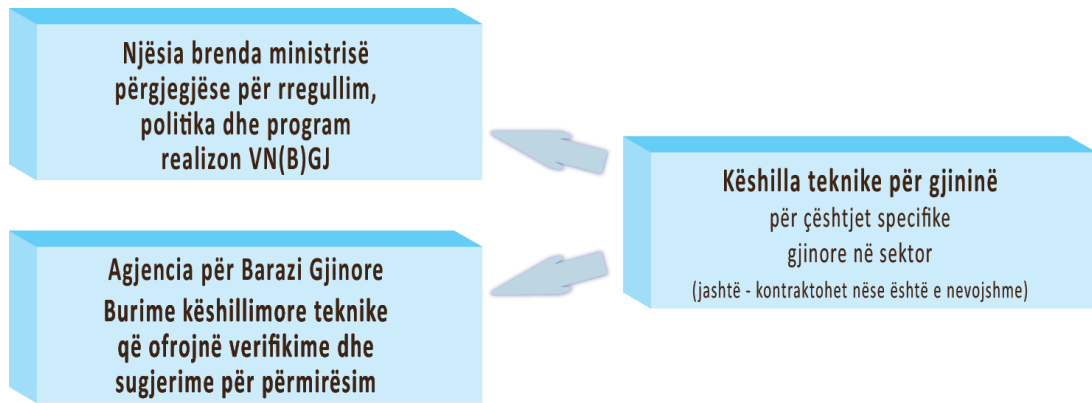 Njësia brenda ministrisë
përgjegjëse për rregullim,
politika dhe program
realizon VN(B)GJ
Agjencia për Barazi Gjinore
Burime këshillimore teknike
që ofrojnë verifikime dhe
sugjerime për përmirësim
Këshilla teknike për gjininë
për çështjet specifike
gjinore në sektor
(jashtë - kontraktohet nëse është e nevojshme)